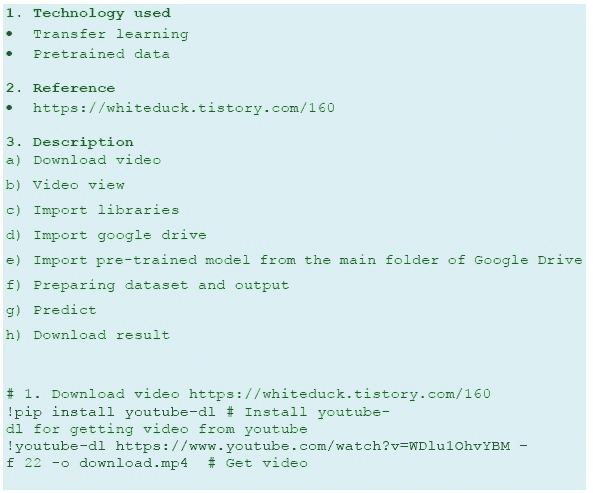 1. Technology used
• Transfer learning
• Pretrained data
2. Reference
• https://whiteduck.tistory.com/160
3. Description
a) Download video
b) Video view
c) Import libraries
d) Import google drive
e) Import pre-trained model from the main folder of Google Drive
f) Preparing dataset and output
g) Predict
h) Download result
# 1. Download video https://whiteduck.tistory.com/160
!pip install youtube-dl # Install youtube-
dl for getting video from youtube
!youtube-dl https://www.youtube.com/watch?v=WDlu1OhvYBM -
f 22 -o download.mp4  # Get video